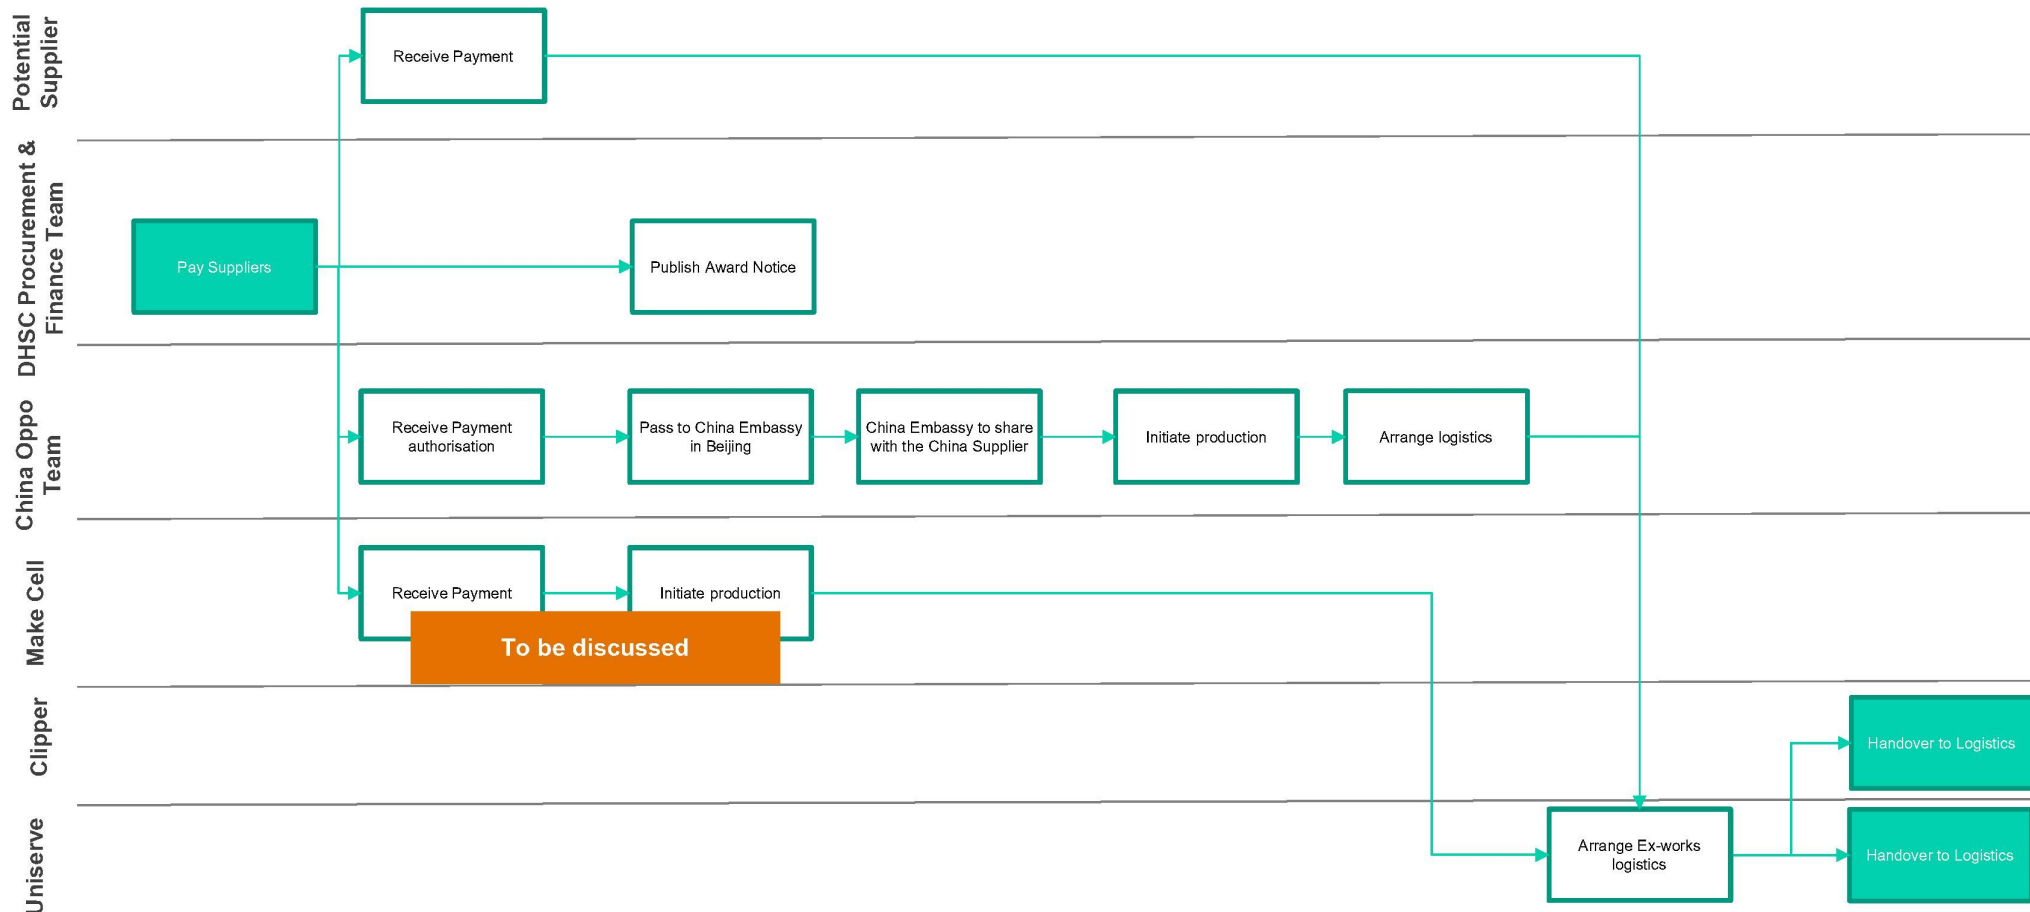 Potential
Supplier
Receive Payment
DHSC Procurement &
Finance Team
Pay Suppliers
Publish Award Notice
China Oppo
Team
Receive Payment
authorisation
Pass to China Embassy
in Beijing
China Embassy to share
with the China Supplier
Initiate production
Arrange logistics
Make Cell
Receive Payment
Initiate production
To be discussed
Clipper
Handover to Logistics
Uniserve
Arrange Ex-works
logistics
Handover to Logistics